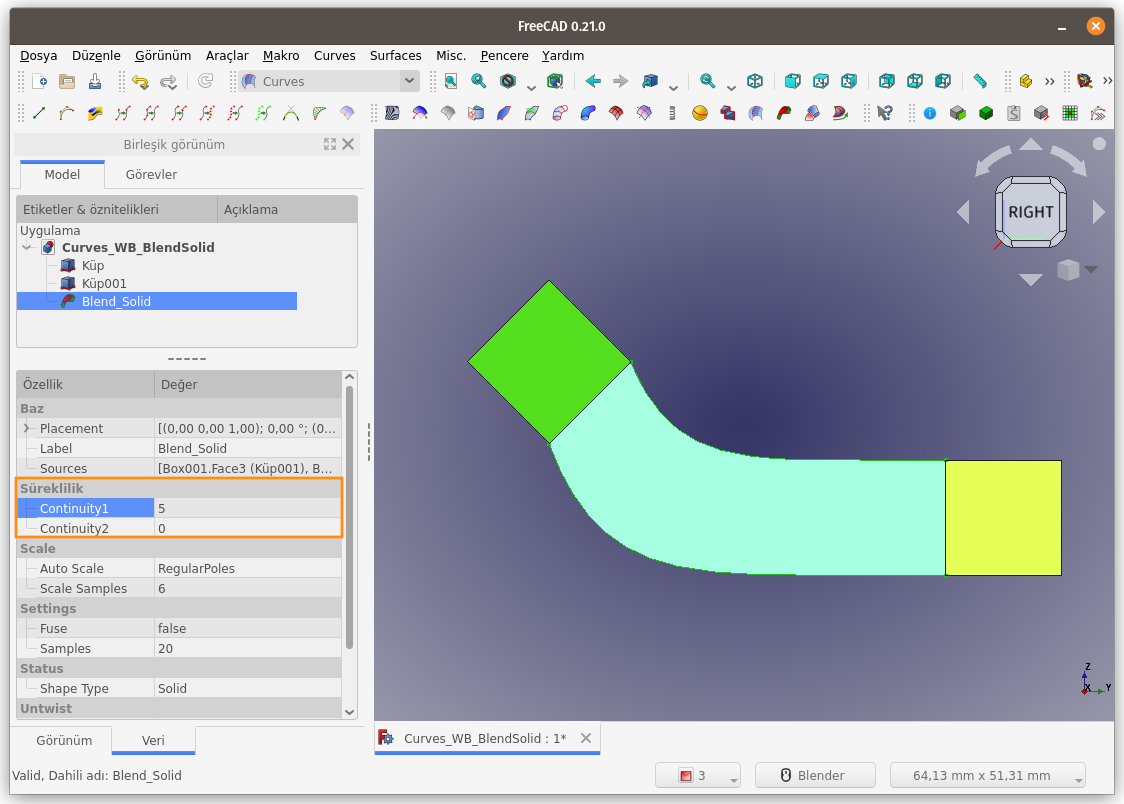 FreeCAD 0.21.0
Dosya Düzenle Görünüm Araçlar Makro Curves Surfaces Misc. Pencere Yardım
Curves
Birleşik görünüm
Model Görevler
Etiketler & öznitelikleri Açıklama
Uygulama
Curves_WB_BlendSolid
Küp
Küp001
Blend_Solid
Özellik Değer
Baz
Placement [(0,00 0,00 1,00); 0,00 °; (0...
Label Blend_Solid
Sources [Box001.Face3 (Küp001), B...
Süreklilik
Continuity1 5
Continuity2 0
Scale
Auto Scale RegularPoles
Scale Samples 6
Settings
Fuse false
Samples 20
Status
Shape Type Solid
Untwist
Görünüm Veri
RIGHT
Z
X Y
Curves_WB_BlendSolid : 1*
Valid, Dahili adı: Blend_Solid
3 Blender 64,13 mm x 51,31 mm